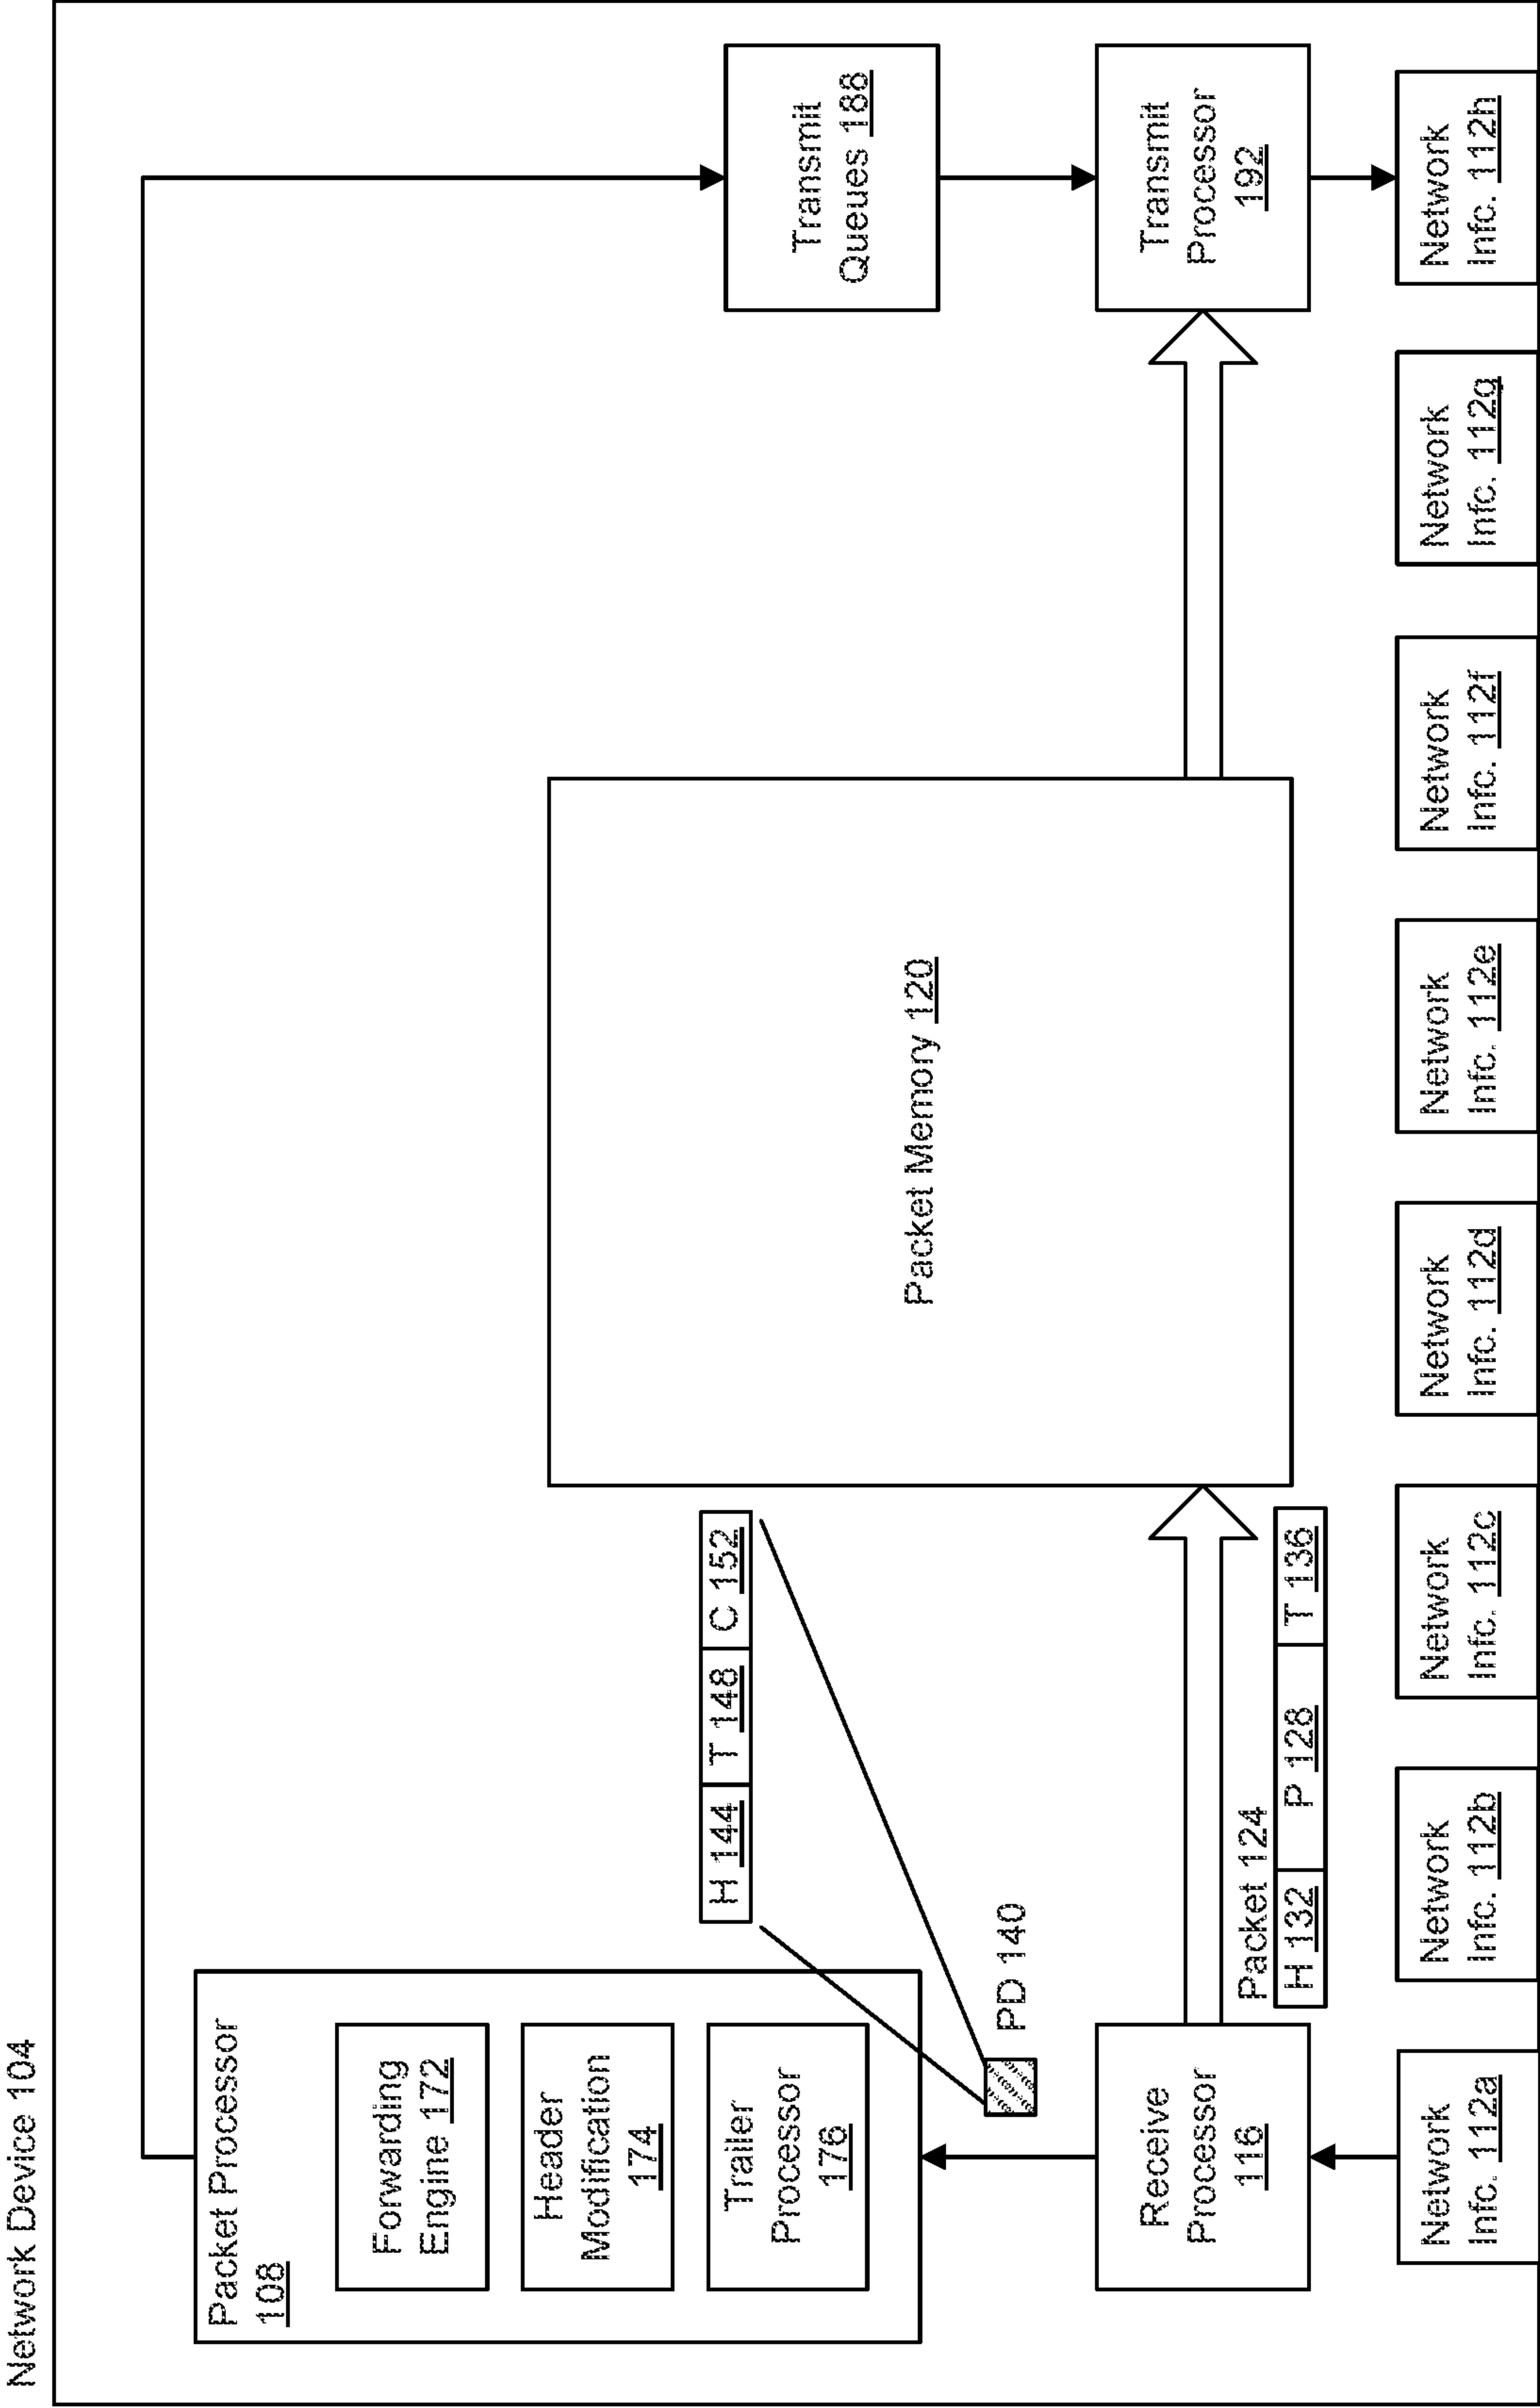 Network Device 104
Packet Processor
108
Forwarding
Engine 172
Header
Modification
174
Trailer
Processor
176
H 144
T 148
C 152
PD 140
Packet Memory 120
Transmit
Queues 188
Receive
Processor
116
Packet 124
H 132
P 128
T 136
Transmit
Processor
192
Network
Infc. 112a
Network
Infc. 112b
Network
Infc. 112c
Network
Infc. 112d
Network
Infc. 112e
Network
Infc. 112f
Network
Infc. 112g
Network
Infc. 112h